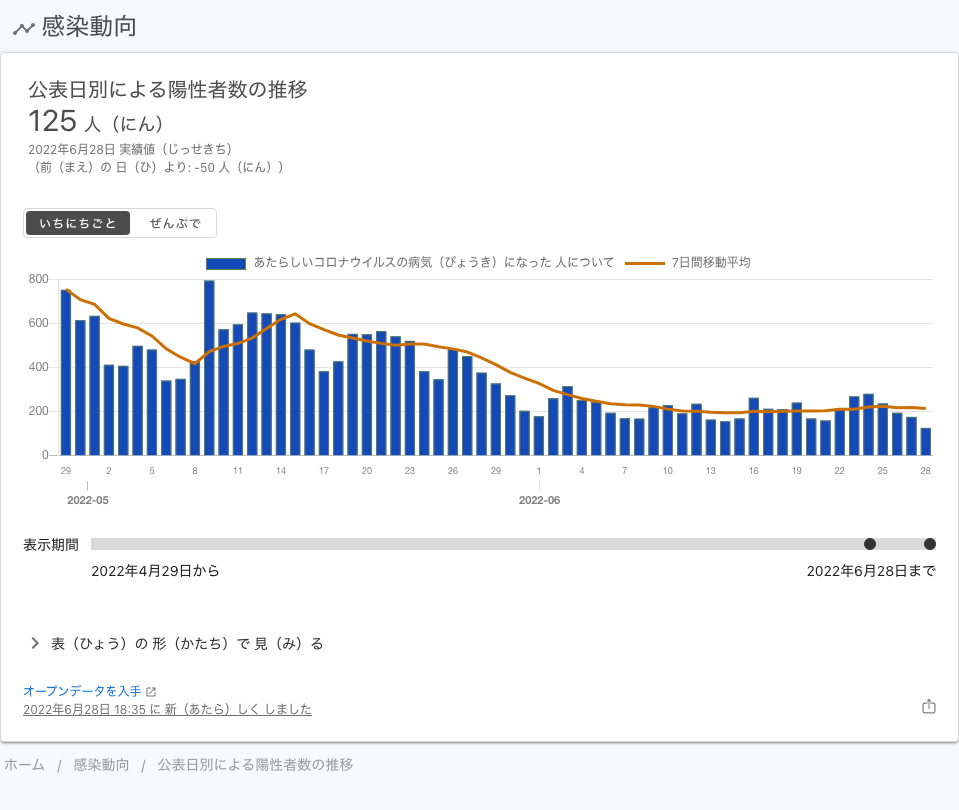 感染動向
公表日別による陽性者数の推移
125 人（にん）
2022年6月28日 実績値（じっせきち）
（前（まえ）の 日（ひ）より: -50 人（にん））
いちにちごと ぜんぶで
あたらしいコロナウイルスの病気（びょうき）になった 人について 7日間移動平均
800
600
400
200
0
29 2 5 8 11 14 17 20 23 26 29 1 4 7 10 13 16 19 22 25 28
2022-05 2022-06
表示期間
2022年4月29日から 2022年6月28日まで
表（ひょう）の 形（かたち）で 見（み）る
オープンデータを入手
2022年6月28日 18:35 に 新（あたら）しく しました
ホーム / 感染動向 / 公表日別による陽性者数の推移